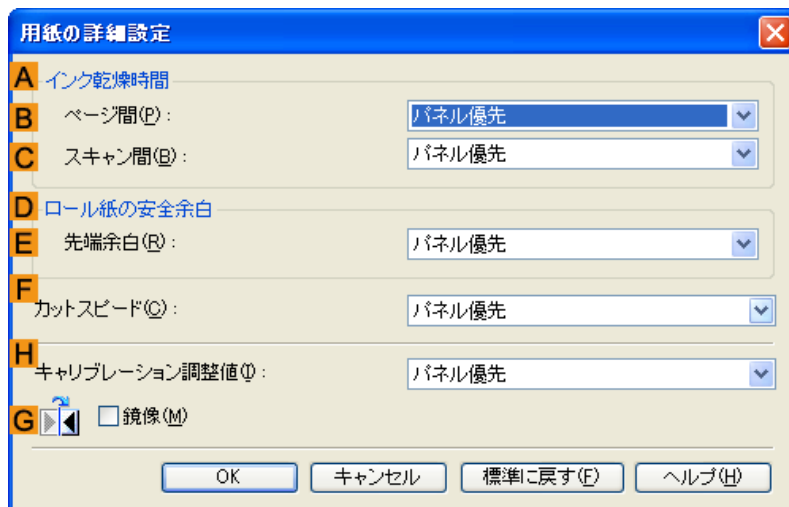 用紙の詳細設定
A インク乾燥時間
B ページ間(P)： パネル優先
C スキャン間(B)： パネル優先
D ロール紙の安全余白
E 先端余白(R)： パネル優先
F カットスピード(C)： パネル優先
H キャリブレーション調整値(I)： パネル優先
G 鏡像(M)
OK キャンセル 標準に戻す(F) ヘルプ(H)